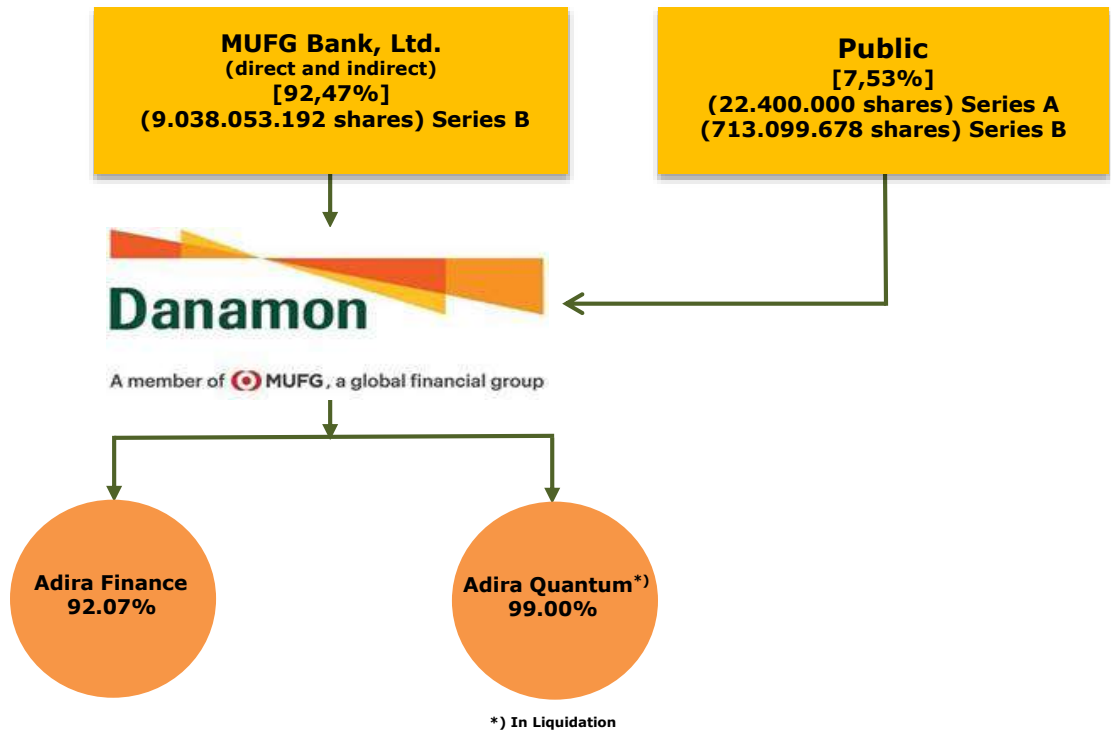 MUFG Bank, Ltd.
(direct and indirect)
[92,47%]
(9.038.053.192 shares) Series B
Public
[7,53%]
(22.400.000 shares) Series A
(713.099.678 shares) Series B
Danamon
A member of MUFG, a global financial group
Adira Finance
92.07%
Adira Quantum*)
99.00%
*) In Liquidation